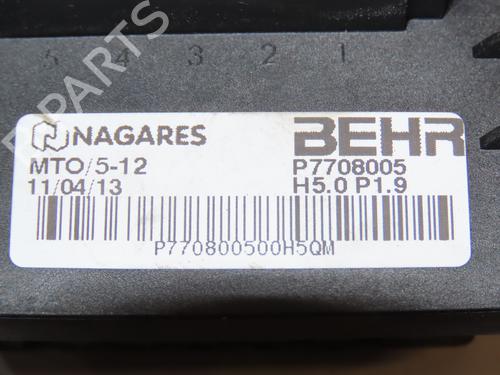 5 4 3 2 1
NAGARES BEHR
MTO/5-12 P7708005
11/04/13 H5.0 P1.9
P770800500H5QM
PARTS